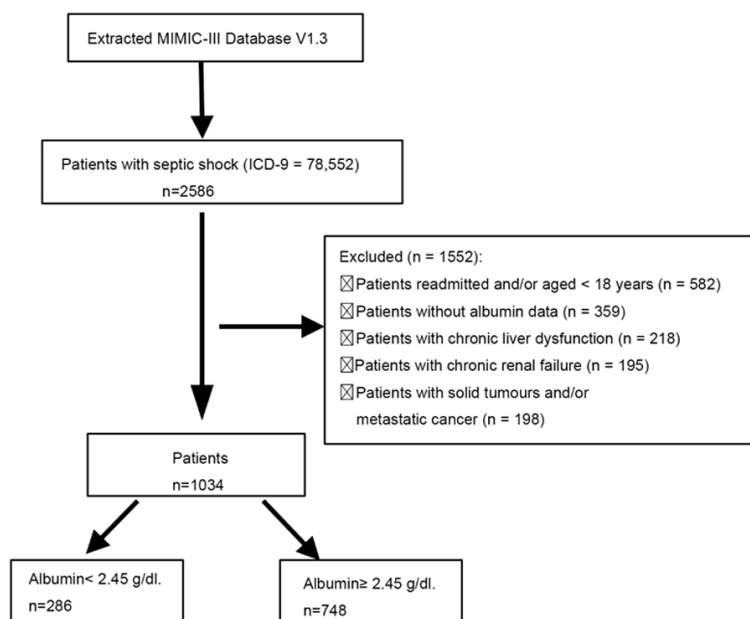 Extracted MIMIC-III Database V1.3
Patients with septic shock (ICD-9 = 78,552)
n=2586
Excluded (n = 1552):
Patients readmitted and/or aged < 18 years (n = 582)
Patients without albumin data (n = 359)
Patients with chronic liver dysfunction (n = 218)
Patients with chronic renal failure (n = 195)
Patients with solid tumours and/or
metastatic cancer (n = 198)
Patients
n=1034
Albumin< 2.45 g/dl.
n=286
Albumin≥ 2.45 g/dl.
n=748